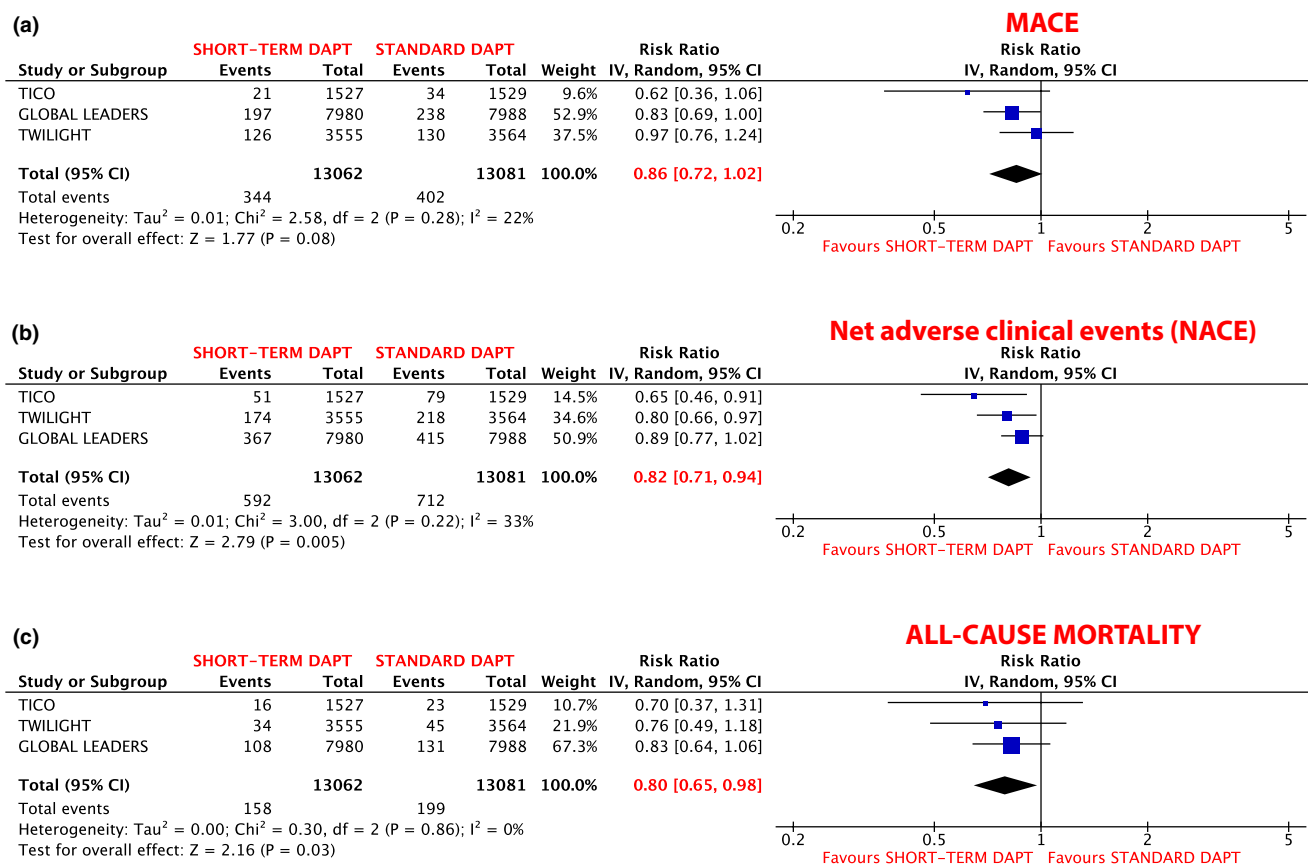 (a)
MACE
SHORT-TERM DAPT STANDARD DAPT Risk Ratio Risk Ratio
Study or Subgroup Events Total Events Total Weight IV, Random, 95% CI IV, Random, 95% CI
TICO 21 1527 34 1529 9.6% 0.62 [0.36, 1.06]
GLOBAL LEADERS 197 7980 238 7988 52.9% 0.83 [0.69, 1.00]
TWILIGHT 126 3555 130 3564 37.5% 0.97 [0.76, 1.24]
Total (95% CI) 13062 13081 100.0% 0.86 [0.72, 1.02]
Total events 344 402
Heterogeneity: Tau² = 0.01; Chi² = 2.58, df = 2 (P = 0.28); I² = 22%
Test for overall effect: Z = 1.77 (P = 0.08)
0.2 0.5 1 2 5
Favours SHORT-TERM DAPT Favours STANDARD DAPT
(b)
Net adverse clinical events (NACE)
SHORT-TERM DAPT STANDARD DAPT Risk Ratio Risk Ratio
Study or Subgroup Events Total Events Total Weight IV, Random, 95% CI IV, Random, 95% CI
TICO 51 1527 79 1529 14.5% 0.65 [0.46, 0.91]
TWILIGHT 174 3555 218 3564 34.6% 0.80 [0.66, 0.97]
GLOBAL LEADERS 367 7980 415 7988 50.9% 0.89 [0.77, 1.02]
Total (95% CI) 13062 13081 100.0% 0.82 [0.71, 0.94]
Total events 592 712
Heterogeneity: Tau² = 0.01; Chi² = 3.00, df = 2 (P = 0.22); I² = 33%
Test for overall effect: Z = 2.79 (P = 0.005)
0.2 0.5 1 2 5
Favours SHORT-TERM DAPT Favours STANDARD DAPT
(c)
ALL-CAUSE MORTALITY
SHORT-TERM DAPT STANDARD DAPT Risk Ratio Risk Ratio
Study or Subgroup Events Total Events Total Weight IV, Random, 95% CI IV, Random, 95% CI
TICO 16 1527 23 1529 10.7% 0.70 [0.37, 1.31]
TWILIGHT 34 3555 45 3564 21.9% 0.76 [0.49, 1.18]
GLOBAL LEADERS 108 7980 131 7988 67.3% 0.83 [0.64, 1.06]
Total (95% CI) 13062 13081 100.0% 0.80 [0.65, 0.98]
Total events 158 199
Heterogeneity: Tau² = 0.00; Chi² = 0.30, df = 2 (P = 0.86); I² = 0%
Test for overall effect: Z = 2.16 (P = 0.03)
0.2 0.5 1 2 5
Favours SHORT-TERM DAPT Favours STANDARD DAPT